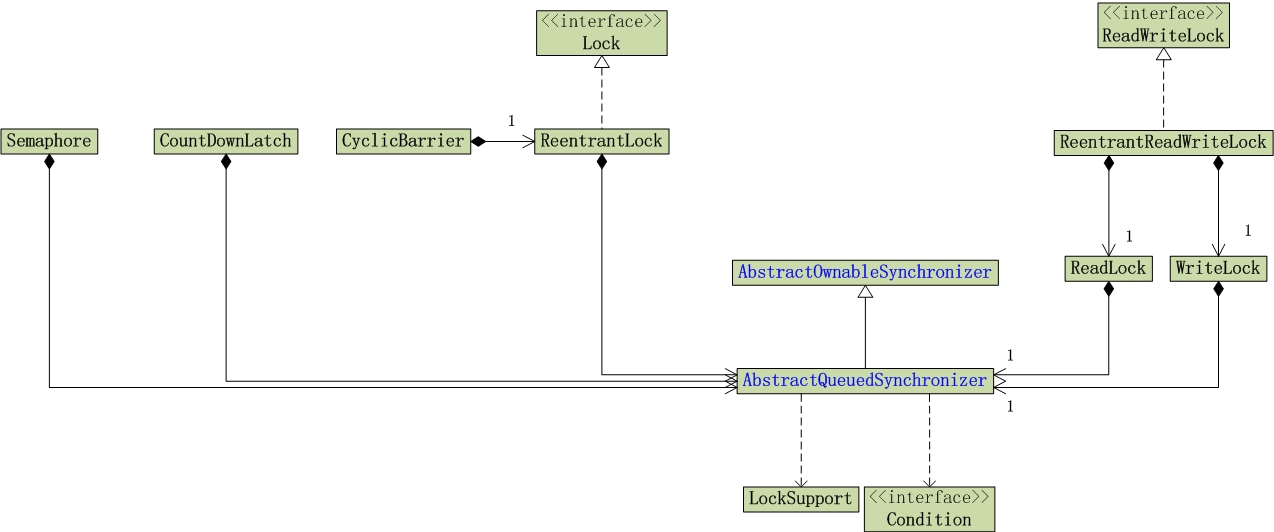 <<interface>>
Lock
<<interface>>
ReadWriteLock
Semaphore
CountDownLatch
CyclicBarrier
1
ReentrantLock
ReentrantReadWriteLock
1
1
AbstractOwnableSynchronizer
ReadLock
WriteLock
1
AbstractQueuedSynchronizer
1
LockSupport
<<interface>>
Condition